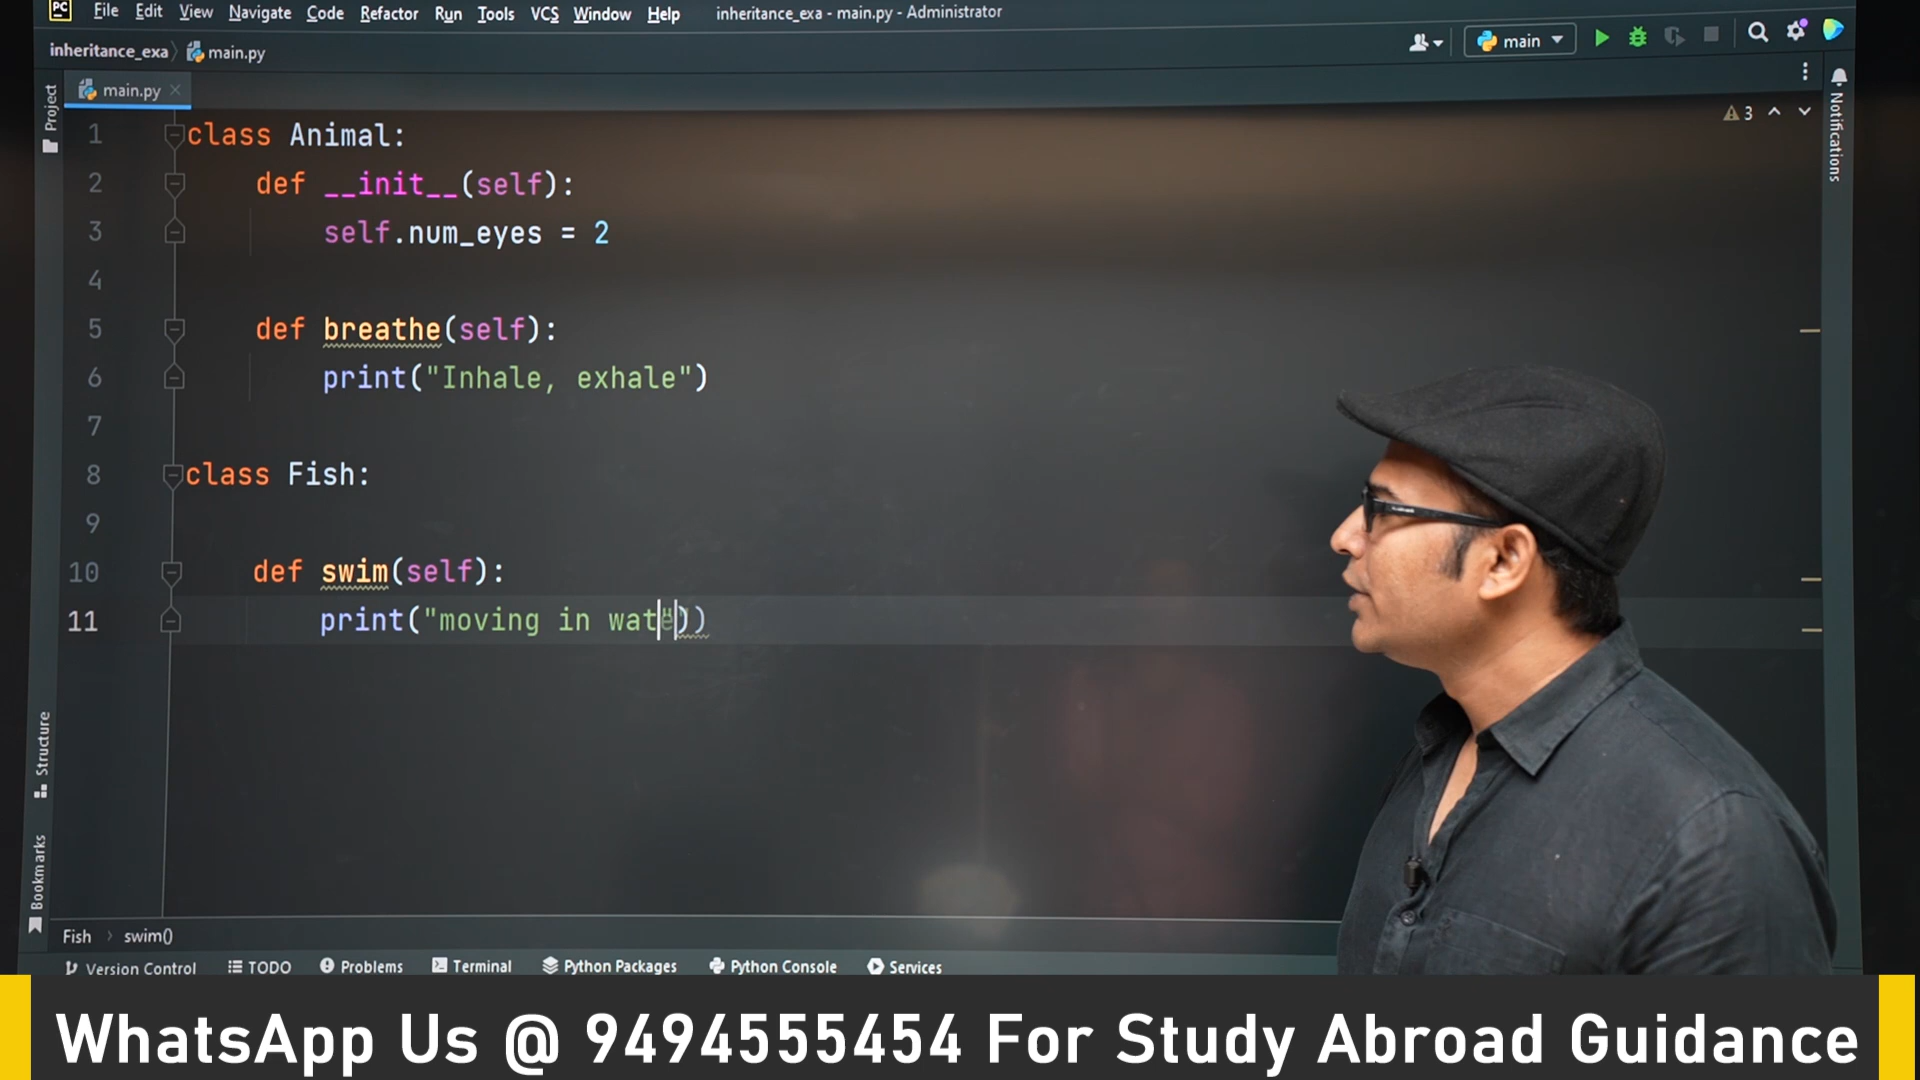 PC File Edit View Navigate Code Refactor Run Tools VCS Window Help inheritance_exa - main.py - Administrator
inheritance_exa main.py main
main.py
3
Project
Notifications
1 class Animal:
2 def __init__(self):
3 self.num_eyes = 2
4
5 def breathe(self):
6 print("Inhale, exhale")
7
8 class Fish:
9
10 def swim(self):
11 print("moving in wat
Structure
Bookmarks
Fish > swim()
Version Control TODO Problems Terminal Python Packages Python Console Services
WhatsApp Us @ 9494555454 For Study Abroad Guidance